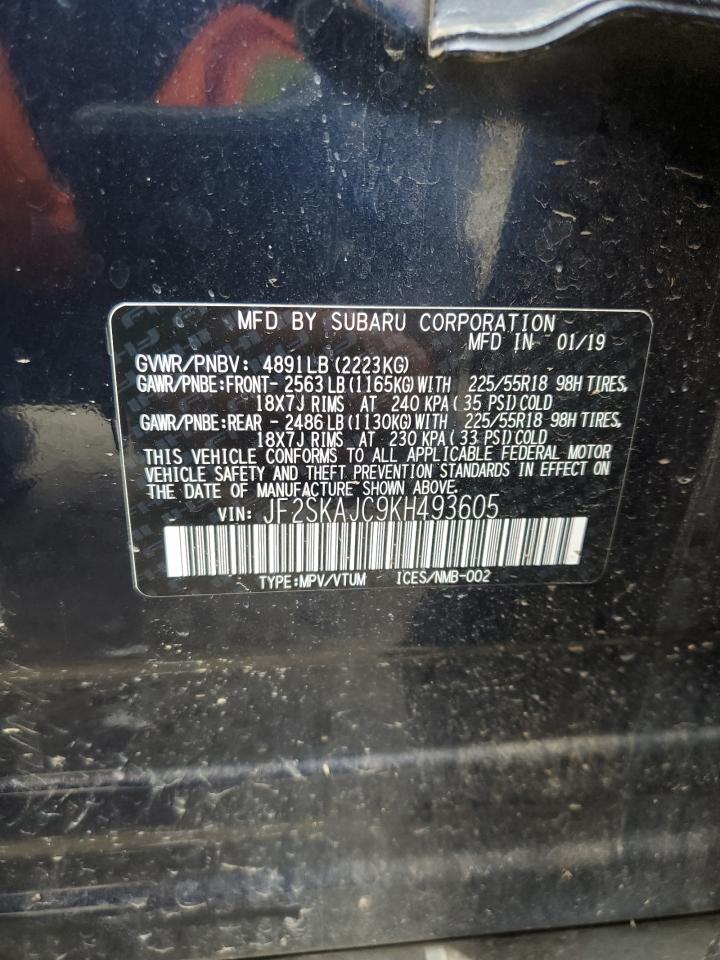 MFD BY SUBARU CORPORATION
MFD IN 01/19
GVWR/PNBV: 4891LB(2223KG)
GAWR/PNBE:FRONT- 2563LB(1165KG)WITH 225/55R18 98H TIRES,
18X7J RIMS AT 240 KPA(35 PSI)COLD
GAWR/PNBE:REAR - 2486LB(1130KG)WITH 225/55R18 98H TIRES,
18X7J RIMS AT 230 KPA(33 PSI)COLD
THIS VEHICLE CONFORMS TO ALL APPLICABLE FEDERAL MOTOR
VEHICLE SAFETY AND THEFT PREVENTION STANDARDS IN EFFECT ON
THE DATE OF MANUFACTURE SHOWN ABOVE.
VIN: JF2SKAJC9KH493605
TYPE:MPV/VTUM ICES/NMB-002